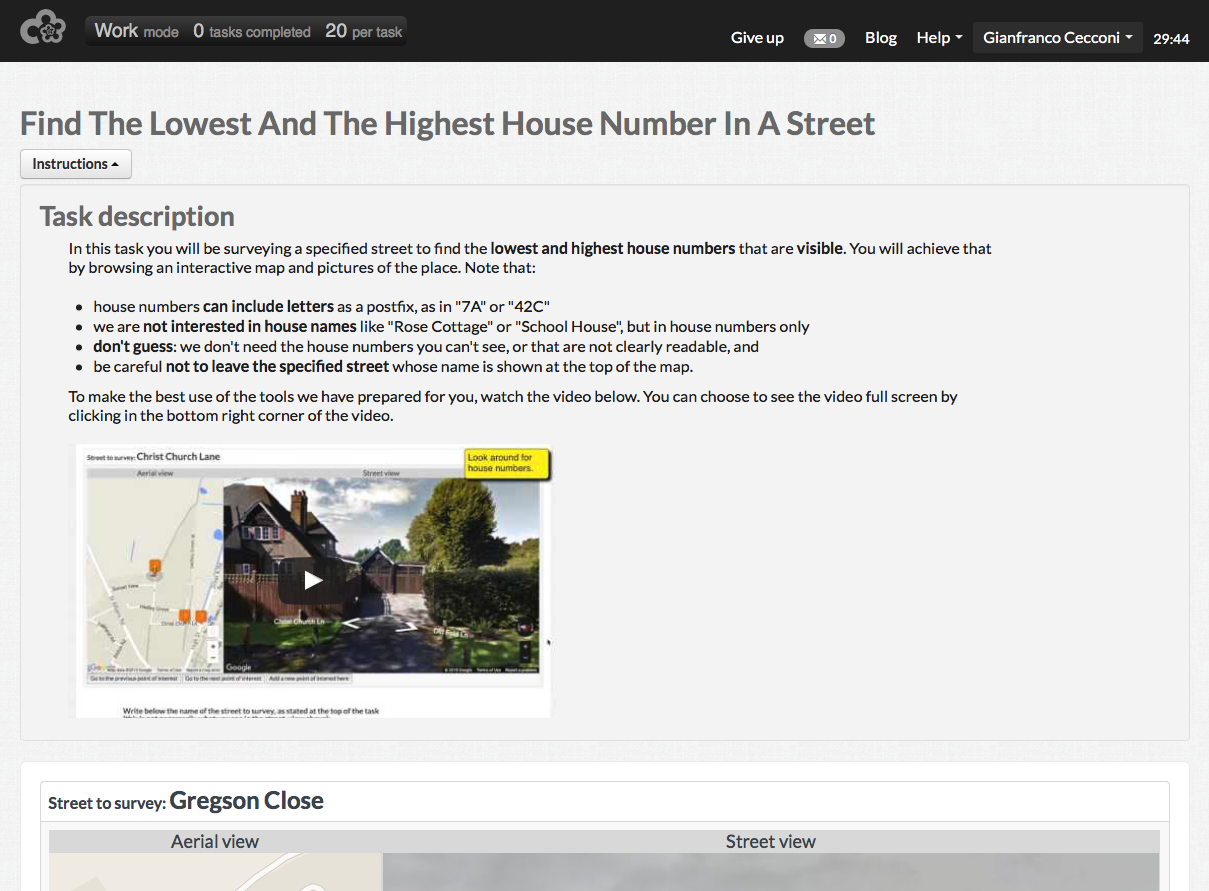 Work mode 0 tasks completed 20 per task
Give up 0 Blog Help Gianfranco Cecconi 29:44
Find The Lowest And The Highest House Number In A Street
Instructions
Task description
In this task you will be surveying a specified street to find the lowest and highest house numbers that are visible. You will achieve that
by browsing an interactive map and pictures of the place. Note that:
house numbers can include letters as a postfix, as in "7A" or "42C"
we are not interested in house names like "Rose Cottage" or "School House", but in house numbers only
don't guess: we don't need the house numbers you can't see, or that are not clearly readable, and
be careful not to leave the specified street whose name is shown at the top of the map.
To make the best use of the tools we have prepared for you, watch the video below. You can choose to see the video full screen by
clicking in the bottom right corner of the video.
Street to survey: Christ Church Lane
Look around for
house numbers.
Aerial view Street view
Christ Church Ln
Google
Go to the previous point of interest Go to the next point of interest Add a new point of interest here
Write below the name of the street to survey, as stated at the top of the task
Street to survey: Gregson Close
Aerial view Street view